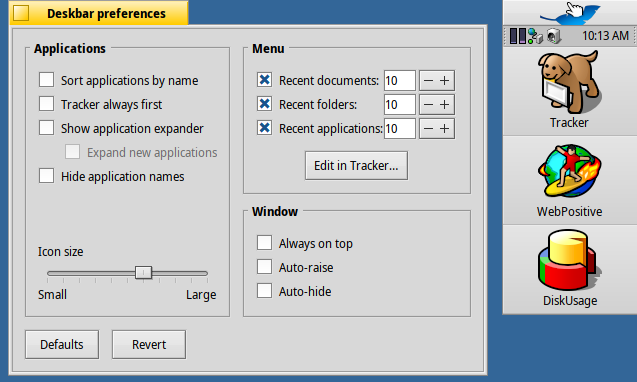 Deskbar preferences
Applications
Sort applications by name
Tracker always first
Show application expander
Expand new applications
Hide application names
Icon size
Small Large
Menu
Recent documents: 10
Recent folders: 10
Recent applications: 10
Edit in Tracker...
Window
Always on top
Auto-raise
Auto-hide
Defaults Revert
10:13 AM
Tracker
WebPositive
DiskUsage